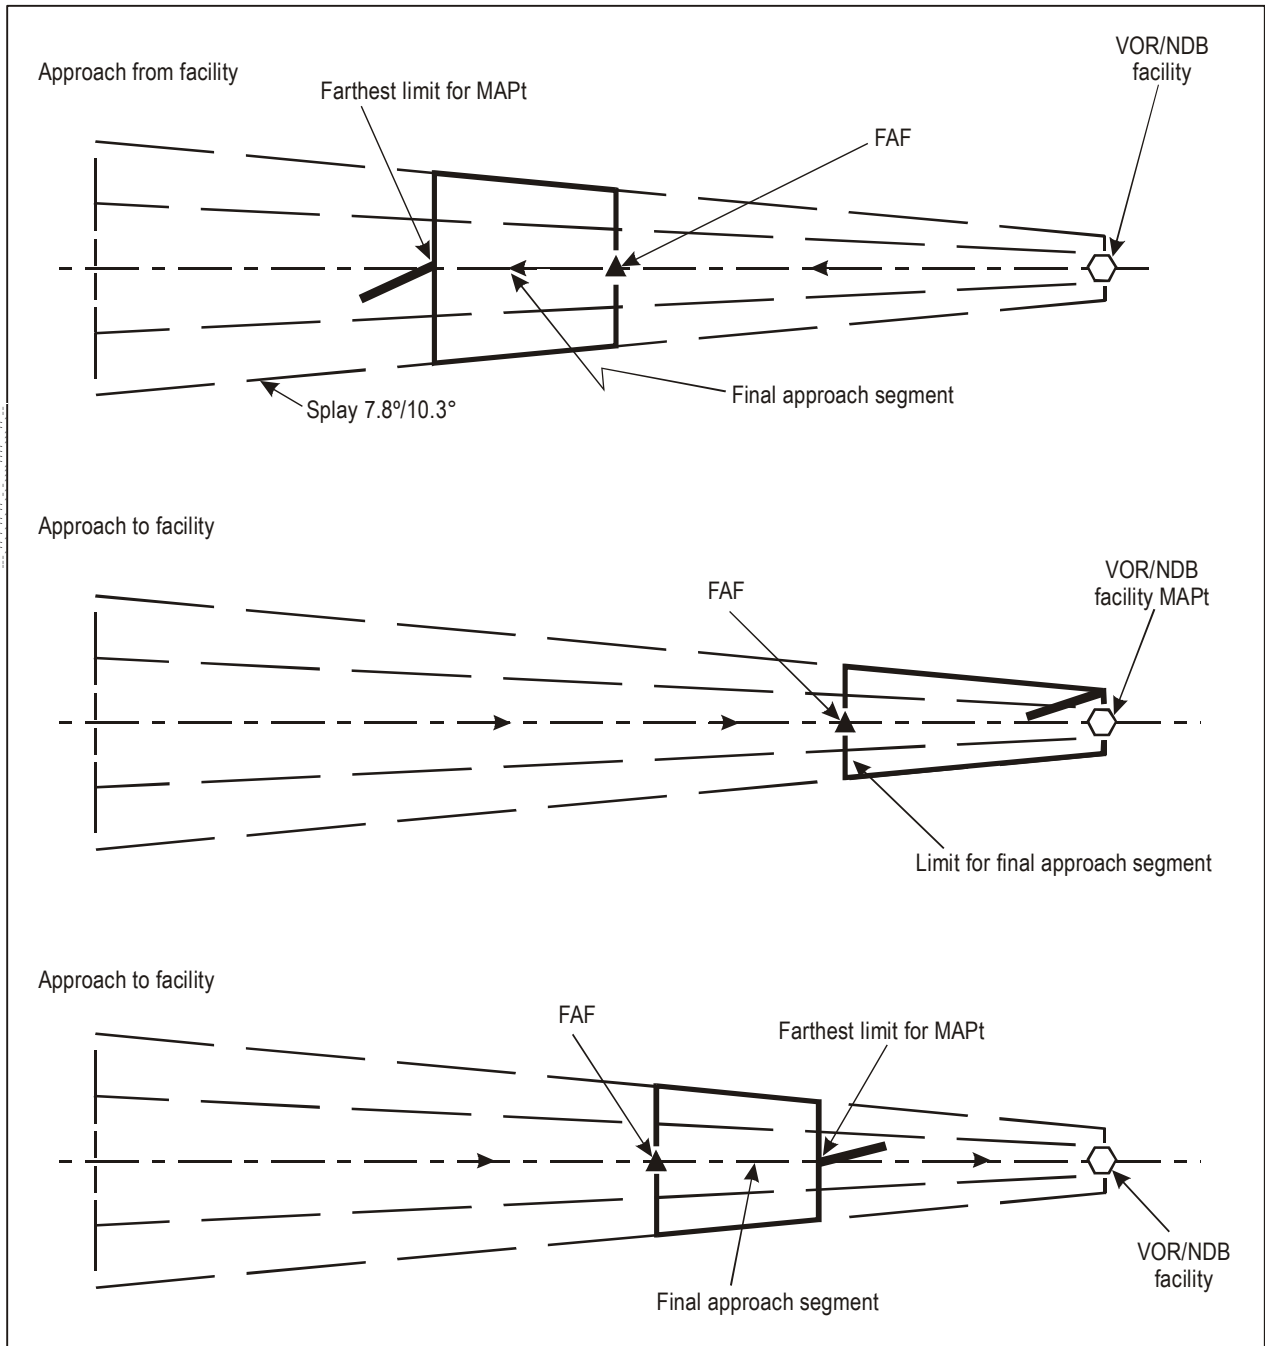 VOR/NDB
facility
Approach from facility
Farthest limit for MAPt
FAF
Final approach segment
Splay 7.8º/10.3°
Approach to facility
VOR/NDB
facility MAPt
FAF
Limit for final approach segment
Approach to facility
FAF
Farthest limit for MAPt
VOR/NDB
facility
Final approach segment